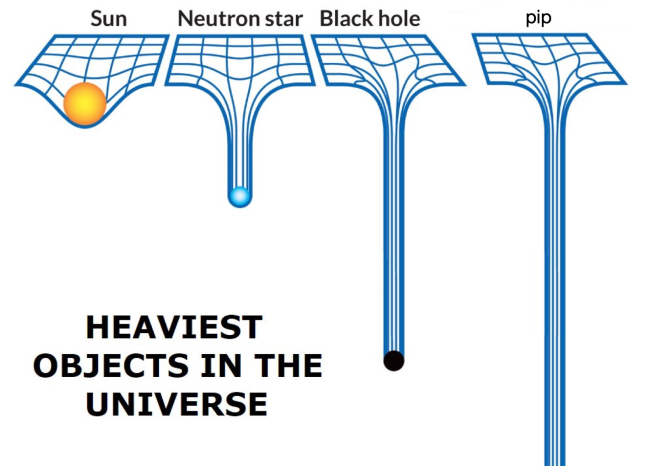 Sun Neutron star Black hole pip
HEAVIEST
OBJECTS IN THE
UNIVERSE